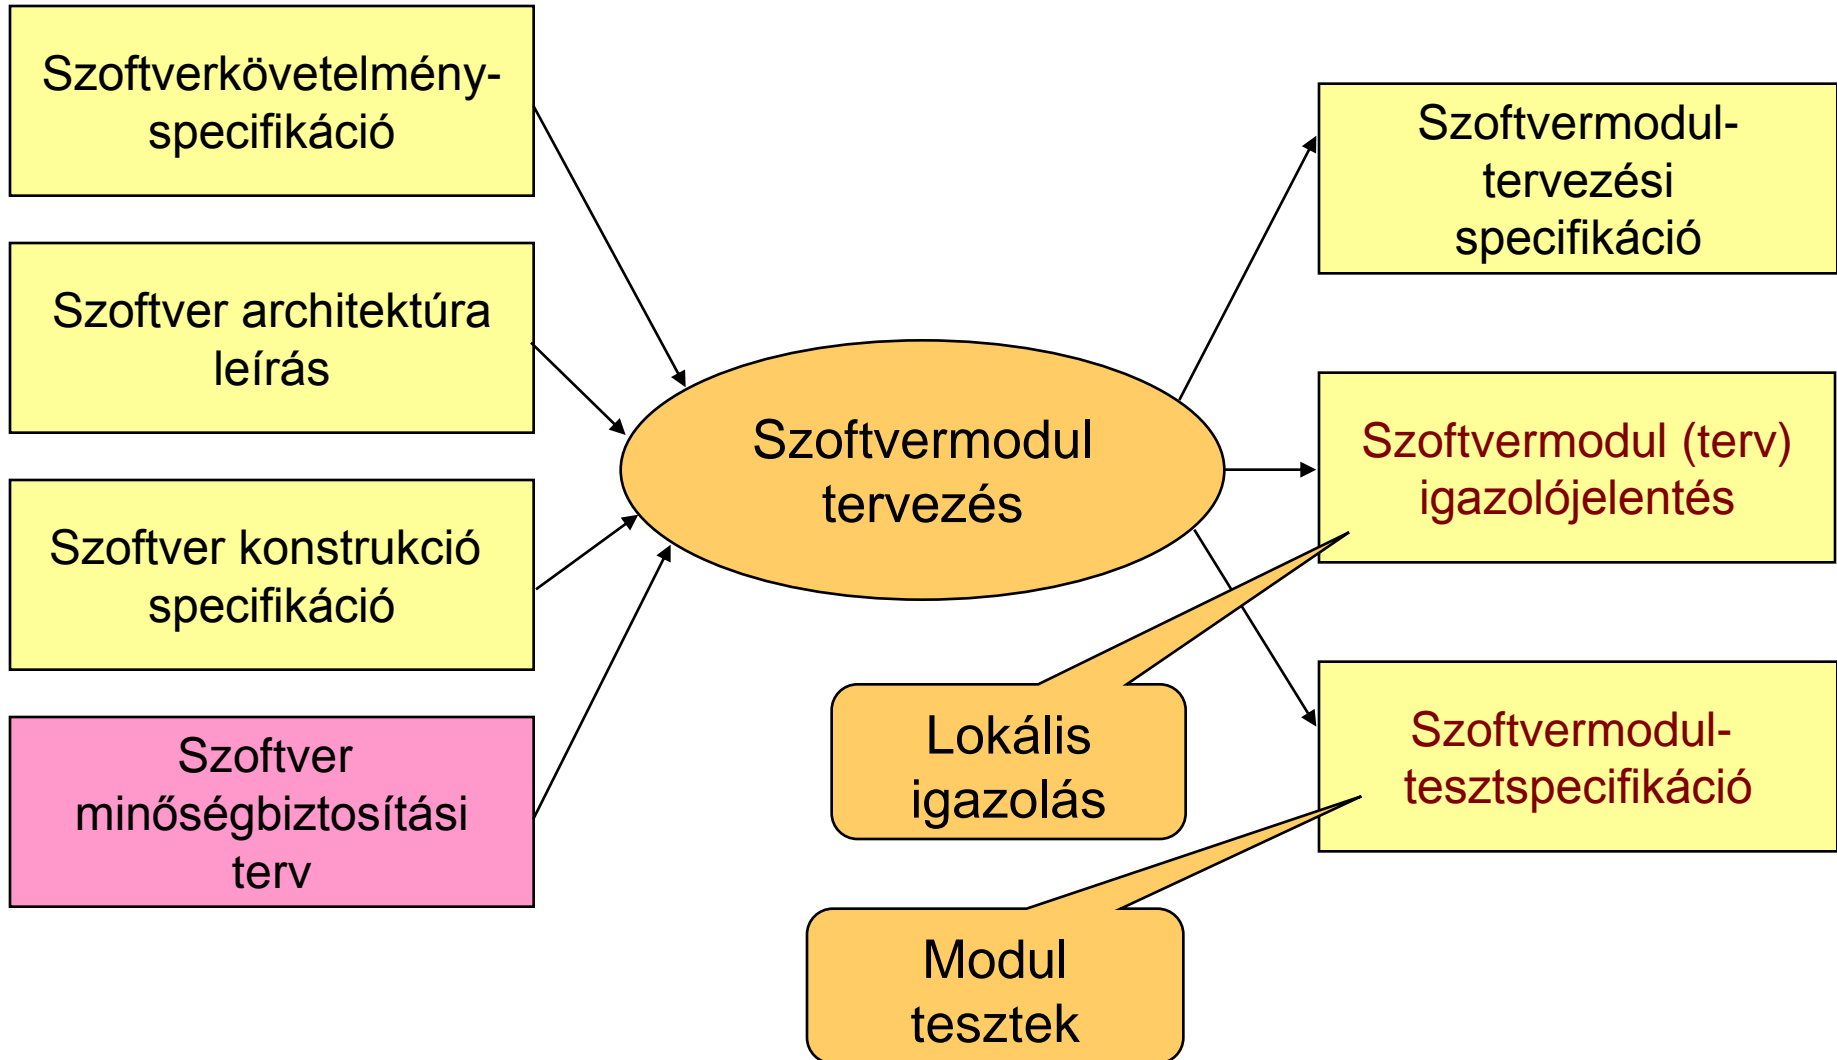 Szoftverkövetelmény-
specifikáció
Szoftver architektúra
leírás
Szoftver konstrukció
specifikáció
Szoftver
minőségbiztosítási
terv
Szoftvermodul
tervezés
Szoftvermodul-
tervezési
specifikáció
Szoftvermodul (terv)
igazolójelentés
Szoftvermodul-
tesztspecifikáció
Lokális
igazolás
Modul
tesztek